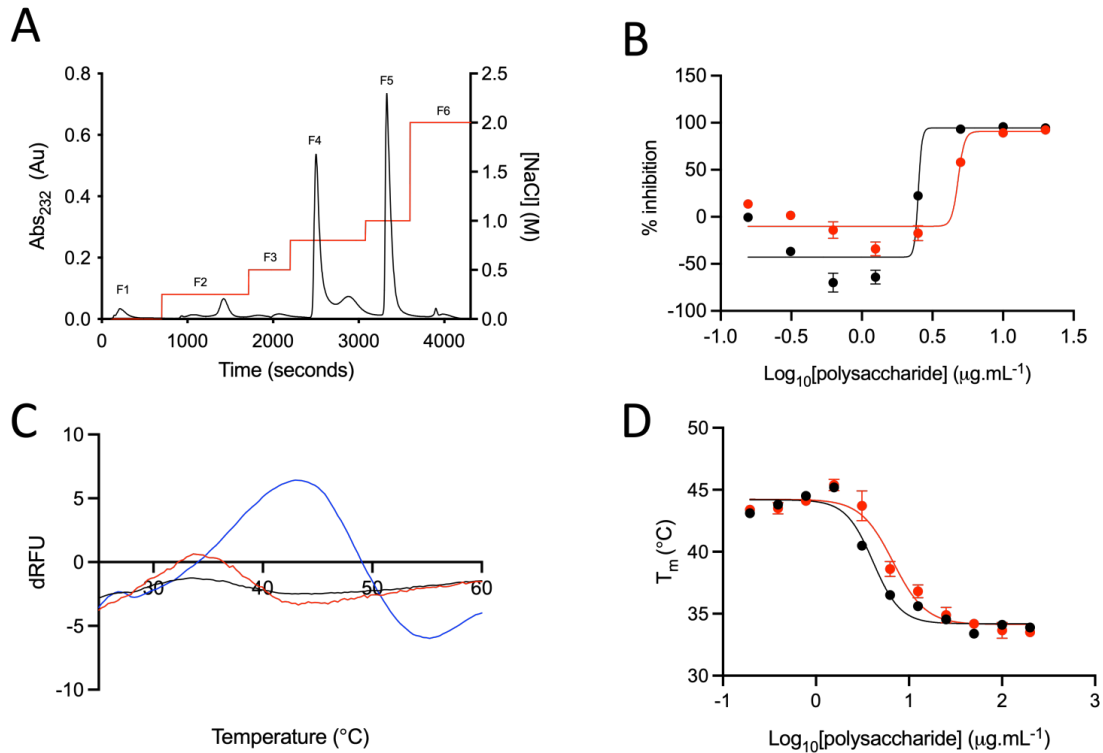 A
0.8
0.6
0.4
0.2
0.0
Abs232 (Au)
F1
F2
F3
F4
F5
F6
2.5
2.0
1.5
1.0
0.5
0.0
[NaCl] (M)
0
1000
2000
3000
4000
Time (seconds)
B
150
100
50
0
-50
-100
% inhibition
-1.0
-0.5
0.0
0.5
1.0
1.5
Log10[polysaccharide] (μg.mL-1)
C
10
5
0
-5
-10
dRFU
30
40
50
60
Temperature (°C)
D
50
45
40
35
30
Tm (°C)
-1
0
1
2
3
Log10[polysaccharide] (μg.mL-1)